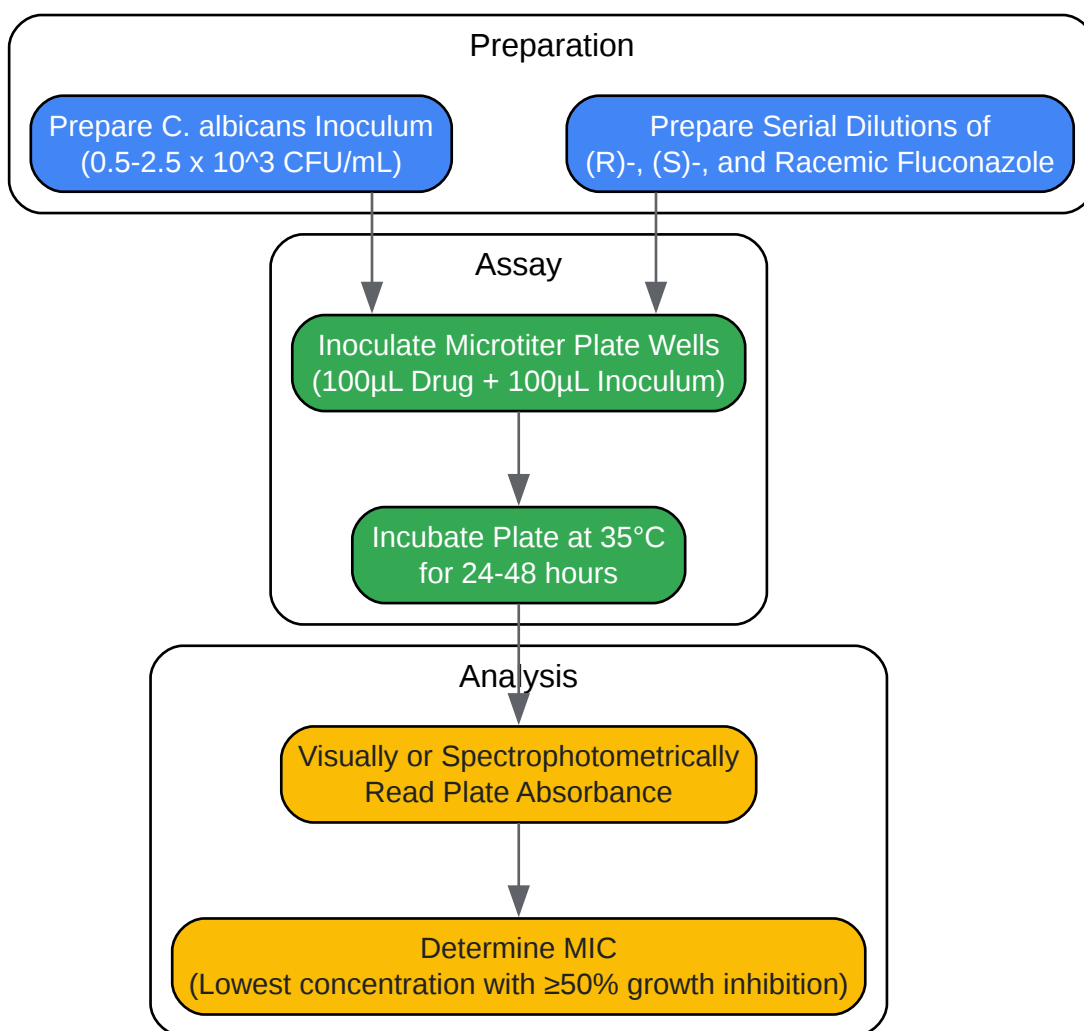 Preparation
Prepare C. albicans Inoculum
(0.5-2.5 x 10^3 CFU/mL)
Prepare Serial Dilutions of
(R)-, (S)-, and Racemic Fluconazole
Assay
Inoculate Microtiter Plate Wells
(100µL Drug + 100µL Inoculum)
Incubate Plate at 35°C
for 24-48 hours
Analysis
Visually or Spectrophotometrically
Read Plate Absorbance
Determine MIC
(Lowest concentration with ≥50% growth inhibition)